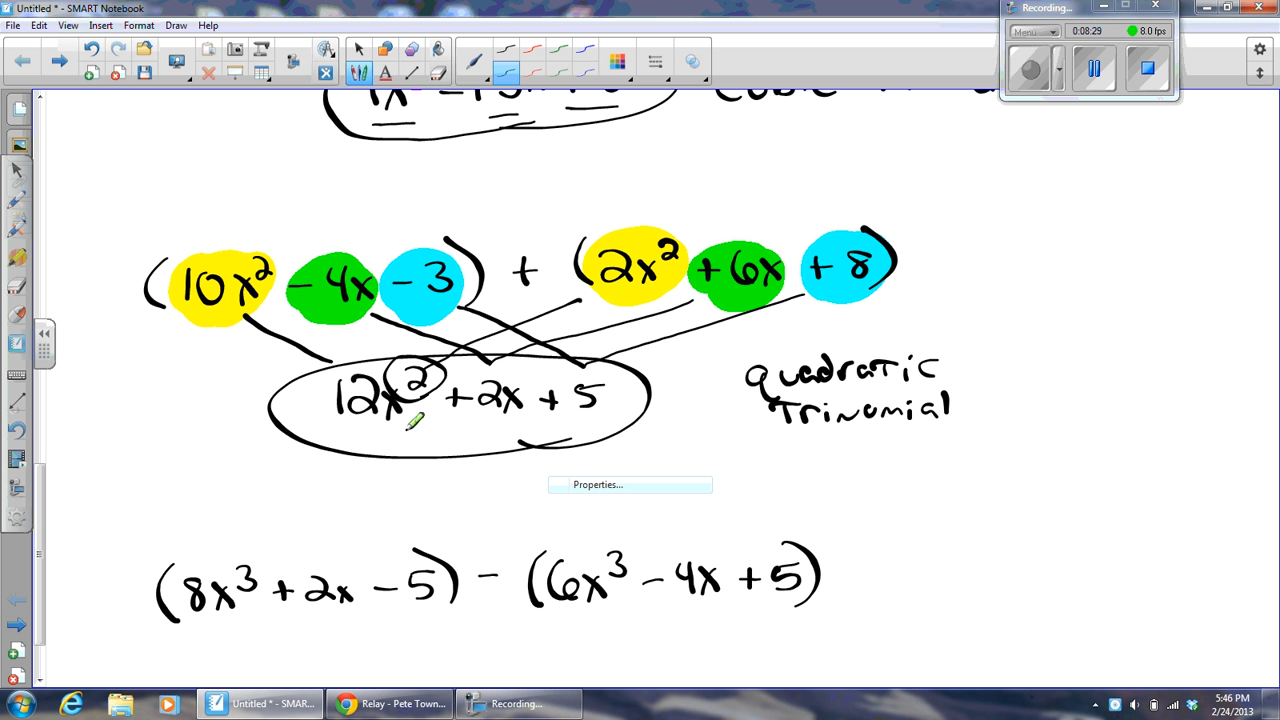 Untitled * - SMART Notebook
Recording...
File Edit View Insert Format Draw Help
Menu 0:08:29 8.0 fps
(10x² - 4x - 3) + (2x² + 6x + 8)
12x² + 2x + 5
quadratic
Trinomial
Properties...
(8x³ + 2x - 5) - (6x³ - 4x + 5)
Untitled * - SMAR... Relay - Pete Town... Recording...
5:46 PM
2/24/2013